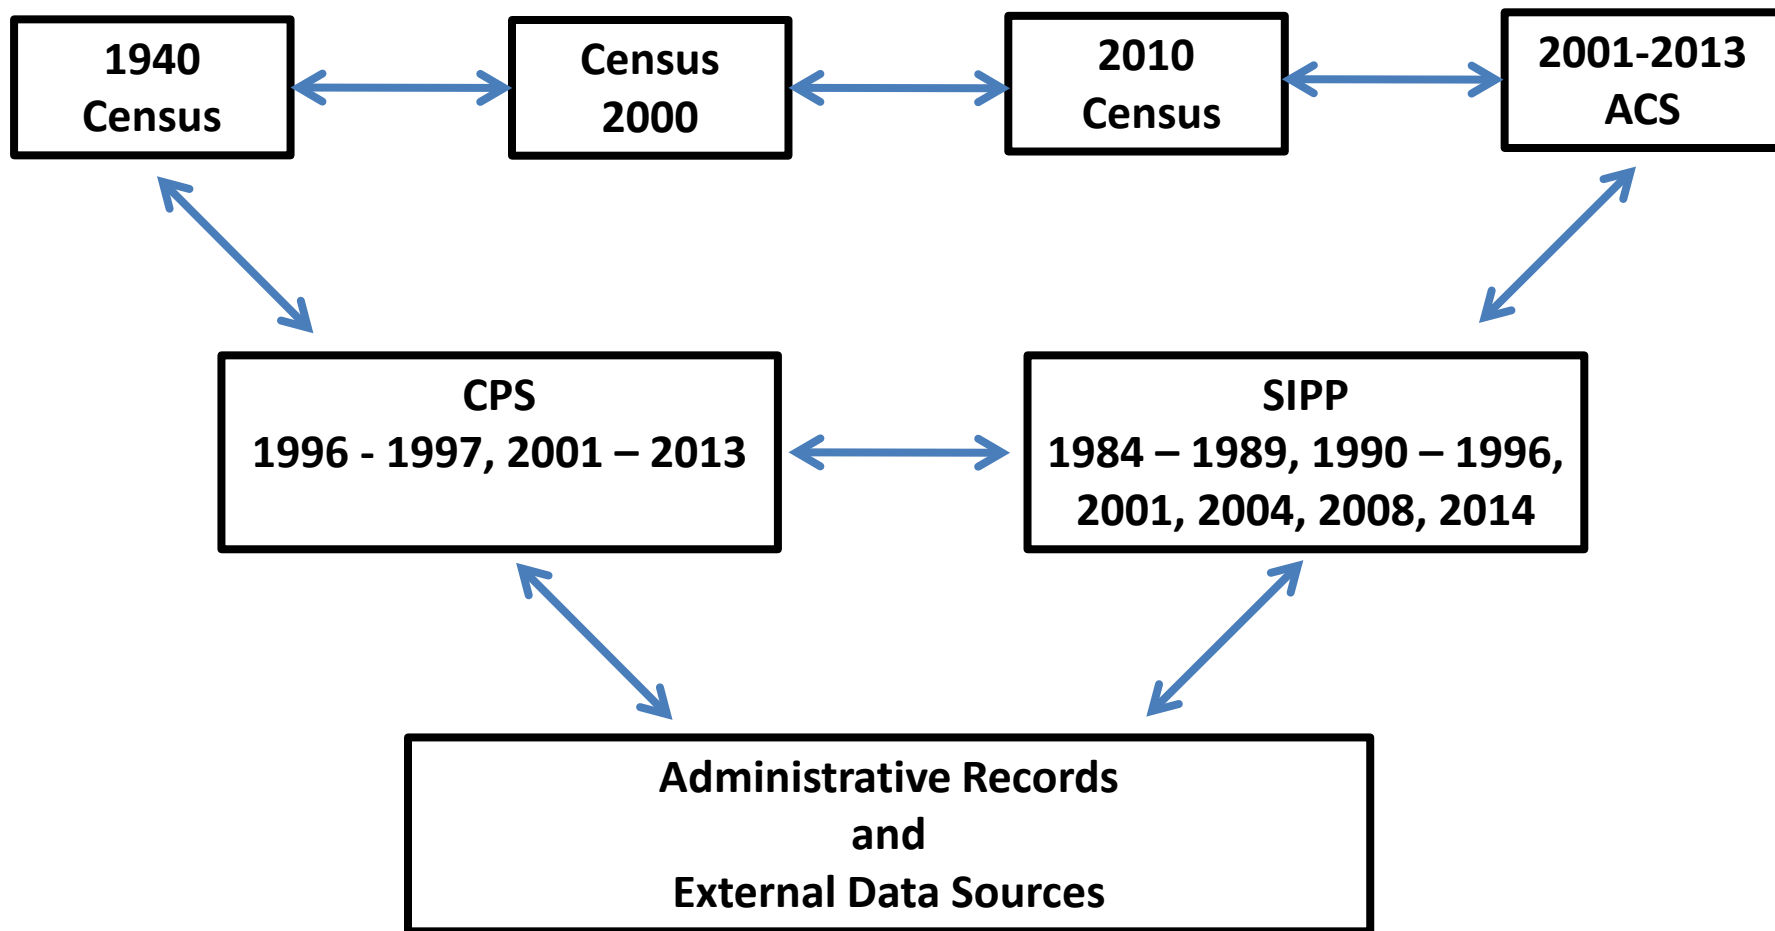 1940
Census
Census
2000
2010
Census
2001-2013
ACS
CPS
1996 - 1997, 2001 – 2013
SIPP
1984 – 1989, 1990 – 1996,
2001, 2004, 2008, 2014
Administrative Records
and
External Data Sources